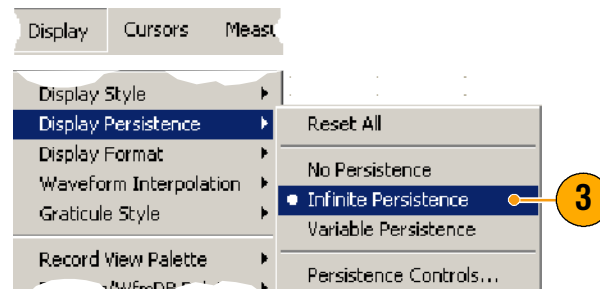 Display Cursors
Display Style
Display Persistence
Display Format
Waveform Interpolation
Graticule Style
Record View Palette
Reset All
No Persistence
Infinite Persistence
Variable Persistence
Persistence Controls...
3